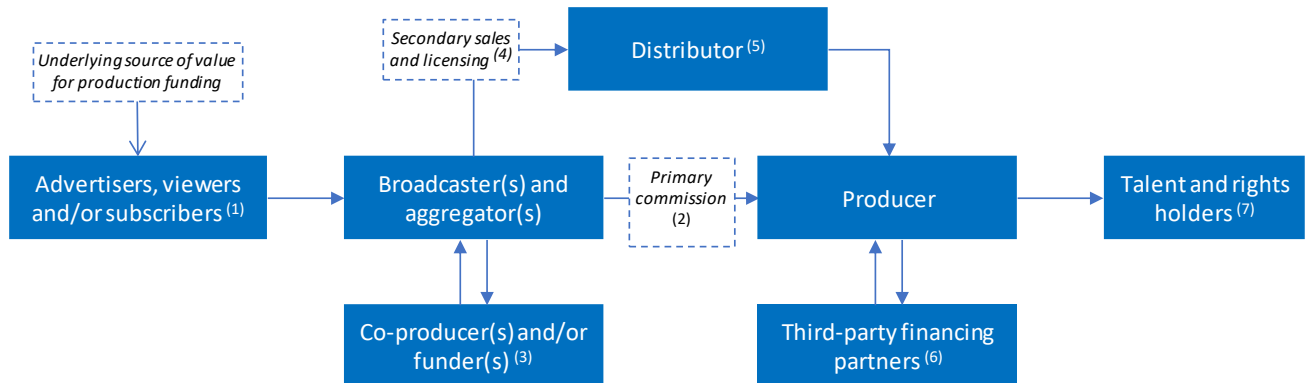 Underlying source of value
for production funding
Secondary sales
and licensing (4)
Distributor (5)
Advertisers, viewers
and/or subscribers (1)
Broadcaster(s) and
aggregator(s)
Primary
commission
(2)
Producer
Talent and rights
holders (7)
Co-producer(s) and/or
funder(s) (3)
Third-party financing
partners (6)